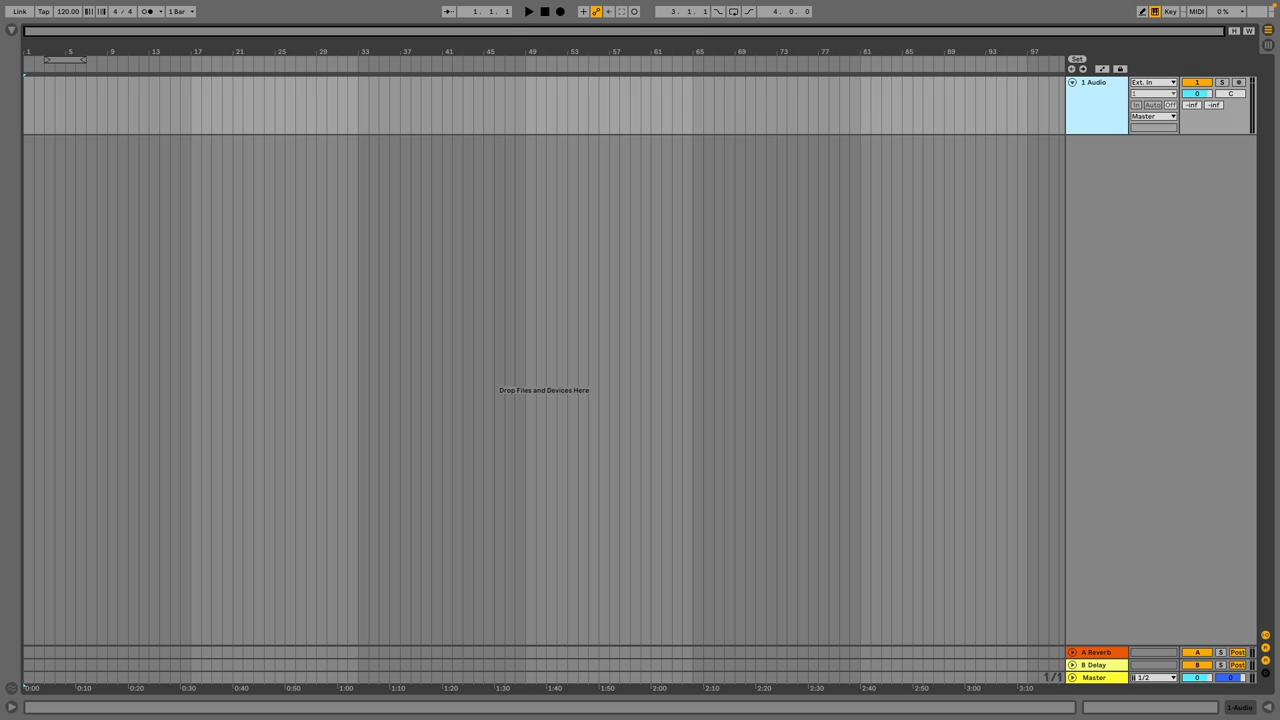 Link Tap 120.00 4 / 4 1 Bar 1. 1. 1 3. 1. 1 4. 0. 0 Key MIDI 0 %
H W
1 5 9 13 17 21 25 29 33 37 41 45 49 53 57 61 65 69 73 77 81 85 89 93 97
Set
1 Audio Ext. In 1 S
1 0 C
In Auto Off -inf -inf
Master
Drop Files and Devices Here
A Reverb A S Post
B Delay B S Post
1/1 Master 1/2 0 0
0:00 0:10 0:20 0:30 0:40 0:50 1:00 1:10 1:20 1:30 1:40 1:50 2:00 2:10 2:20 2:30 2:40 2:50 3:00 3:10
1-Audio